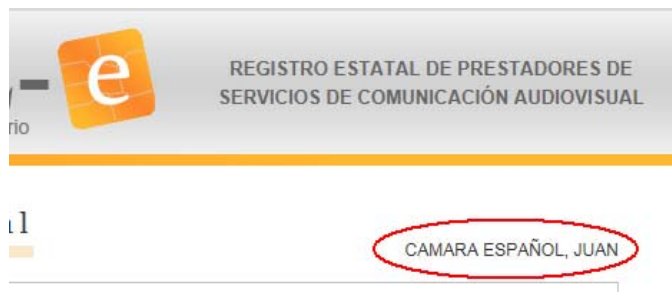 e
REGISTRO ESTATAL DE PRESTADORES DE
SERVICIOS DE COMUNICACIÓN AUDIOVISUAL
CAMARA ESPAÑOL, JUAN